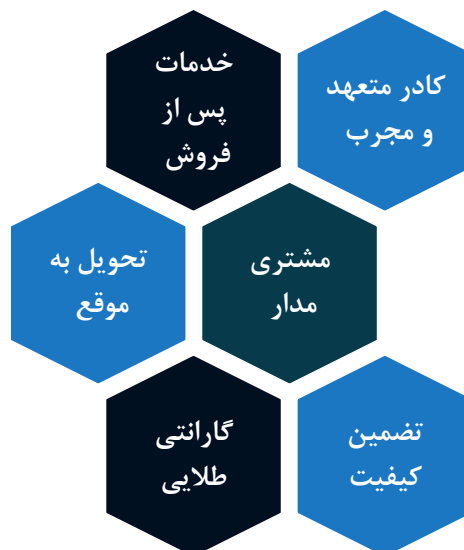 کادر متعهد
و مجرب
خدمات
پس از
فروش
مشتری
مدار
تحویل به
موقع
تضمین
کیفیت
گارانتی
طلایی